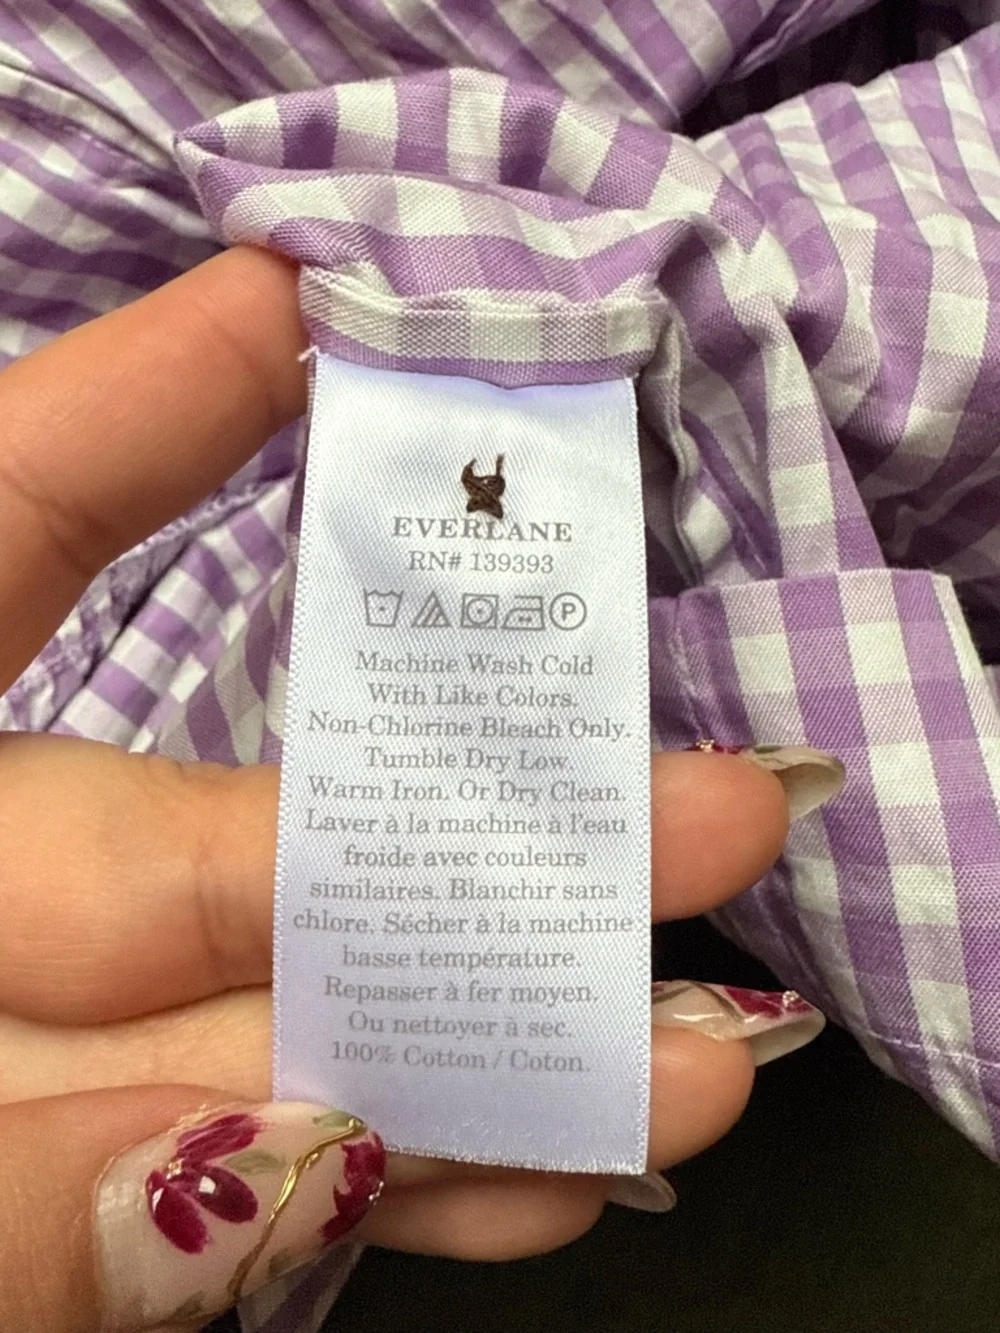 EVERLANE
RN# 139393
P
Machine Wash Cold
With Like Colors.
Non-Chlorine Bleach Only.
Tumble Dry Low.
Warm Iron. Or Dry Clean.
Laver à la machine à l'eau
froide avec couleurs
similaires. Blanchir sans
chlore. Sécher à la machine
basse température.
Repasser à fer moyen.
Ou nettoyer à sec.
100% Cotton / Coton.